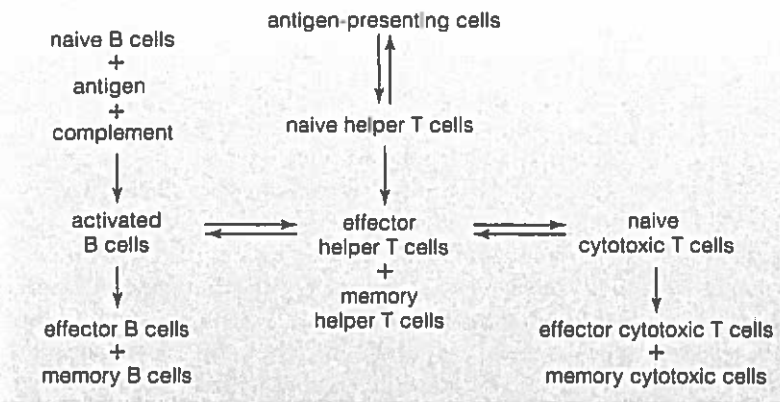 antigen-presenting cells
naive B cells
+
antigen
+
complement
naive helper T cells
activated
B cells
effector
helper T cells
+
memory
helper T cells
naive
cytotoxic T cells
effector B cells
+
memory B cells
effector cytotoxic T cells
+
memory cytotoxic cells